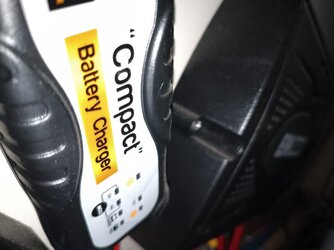 “Compact”
Battery Charger